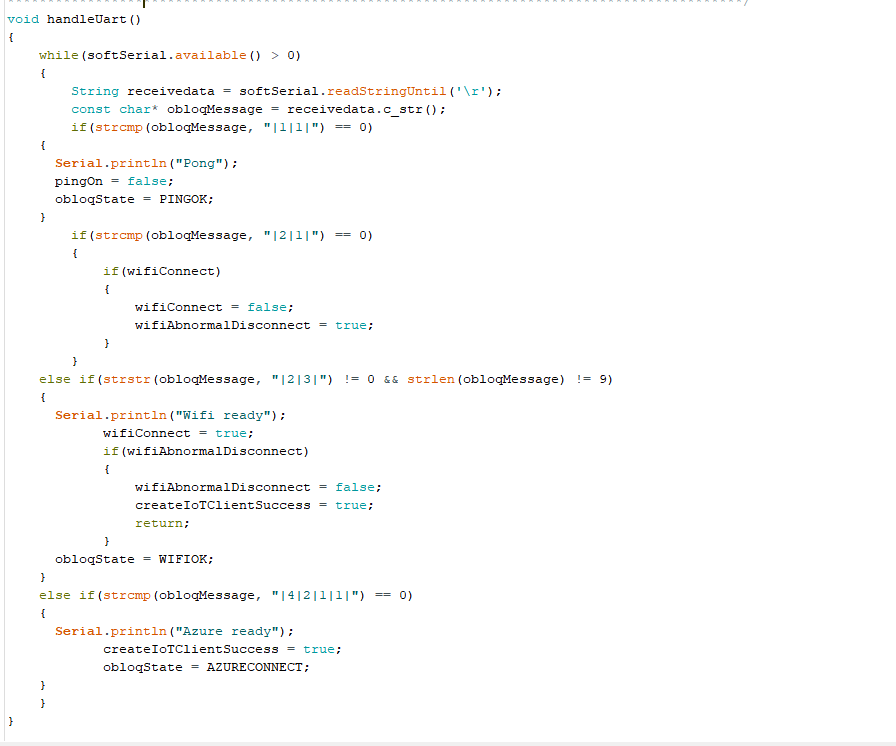 void handleUart()
{
    while(softSerial.available() > 0)
    {
        String receivedata = softSerial.readStringUntil('\r');
        const char* obloqMessage = receivedata.c_str();
        if(strcmp(obloqMessage, "|1|1|") == 0)
    {
      Serial.println("Pong");
      pingOn = false;
      obloqState = PINGOK;
    }
        if(strcmp(obloqMessage, "|2|1|") == 0)
        {
            if(wifiConnect)
            {
                wifiConnect = false;
                wifiAbnormalDisconnect = true;
            }
        }
    else if(strstr(obloqMessage, "|2|3|") != 0 && strlen(obloqMessage) != 9)
    {
      Serial.println("Wifi ready");
            wifiConnect = true;
            if(wifiAbnormalDisconnect)
            {
                wifiAbnormalDisconnect = false;
                createIoTClientSuccess = true;
                return;
            }
      obloqState = WIFIOK;
    }
    else if(strcmp(obloqMessage, "|4|2|1|1|") == 0)
    {
      Serial.println("Azure ready");
            createIoTClientSuccess = true;
            obloqState = AZURECONNECT;
    }
    }
}